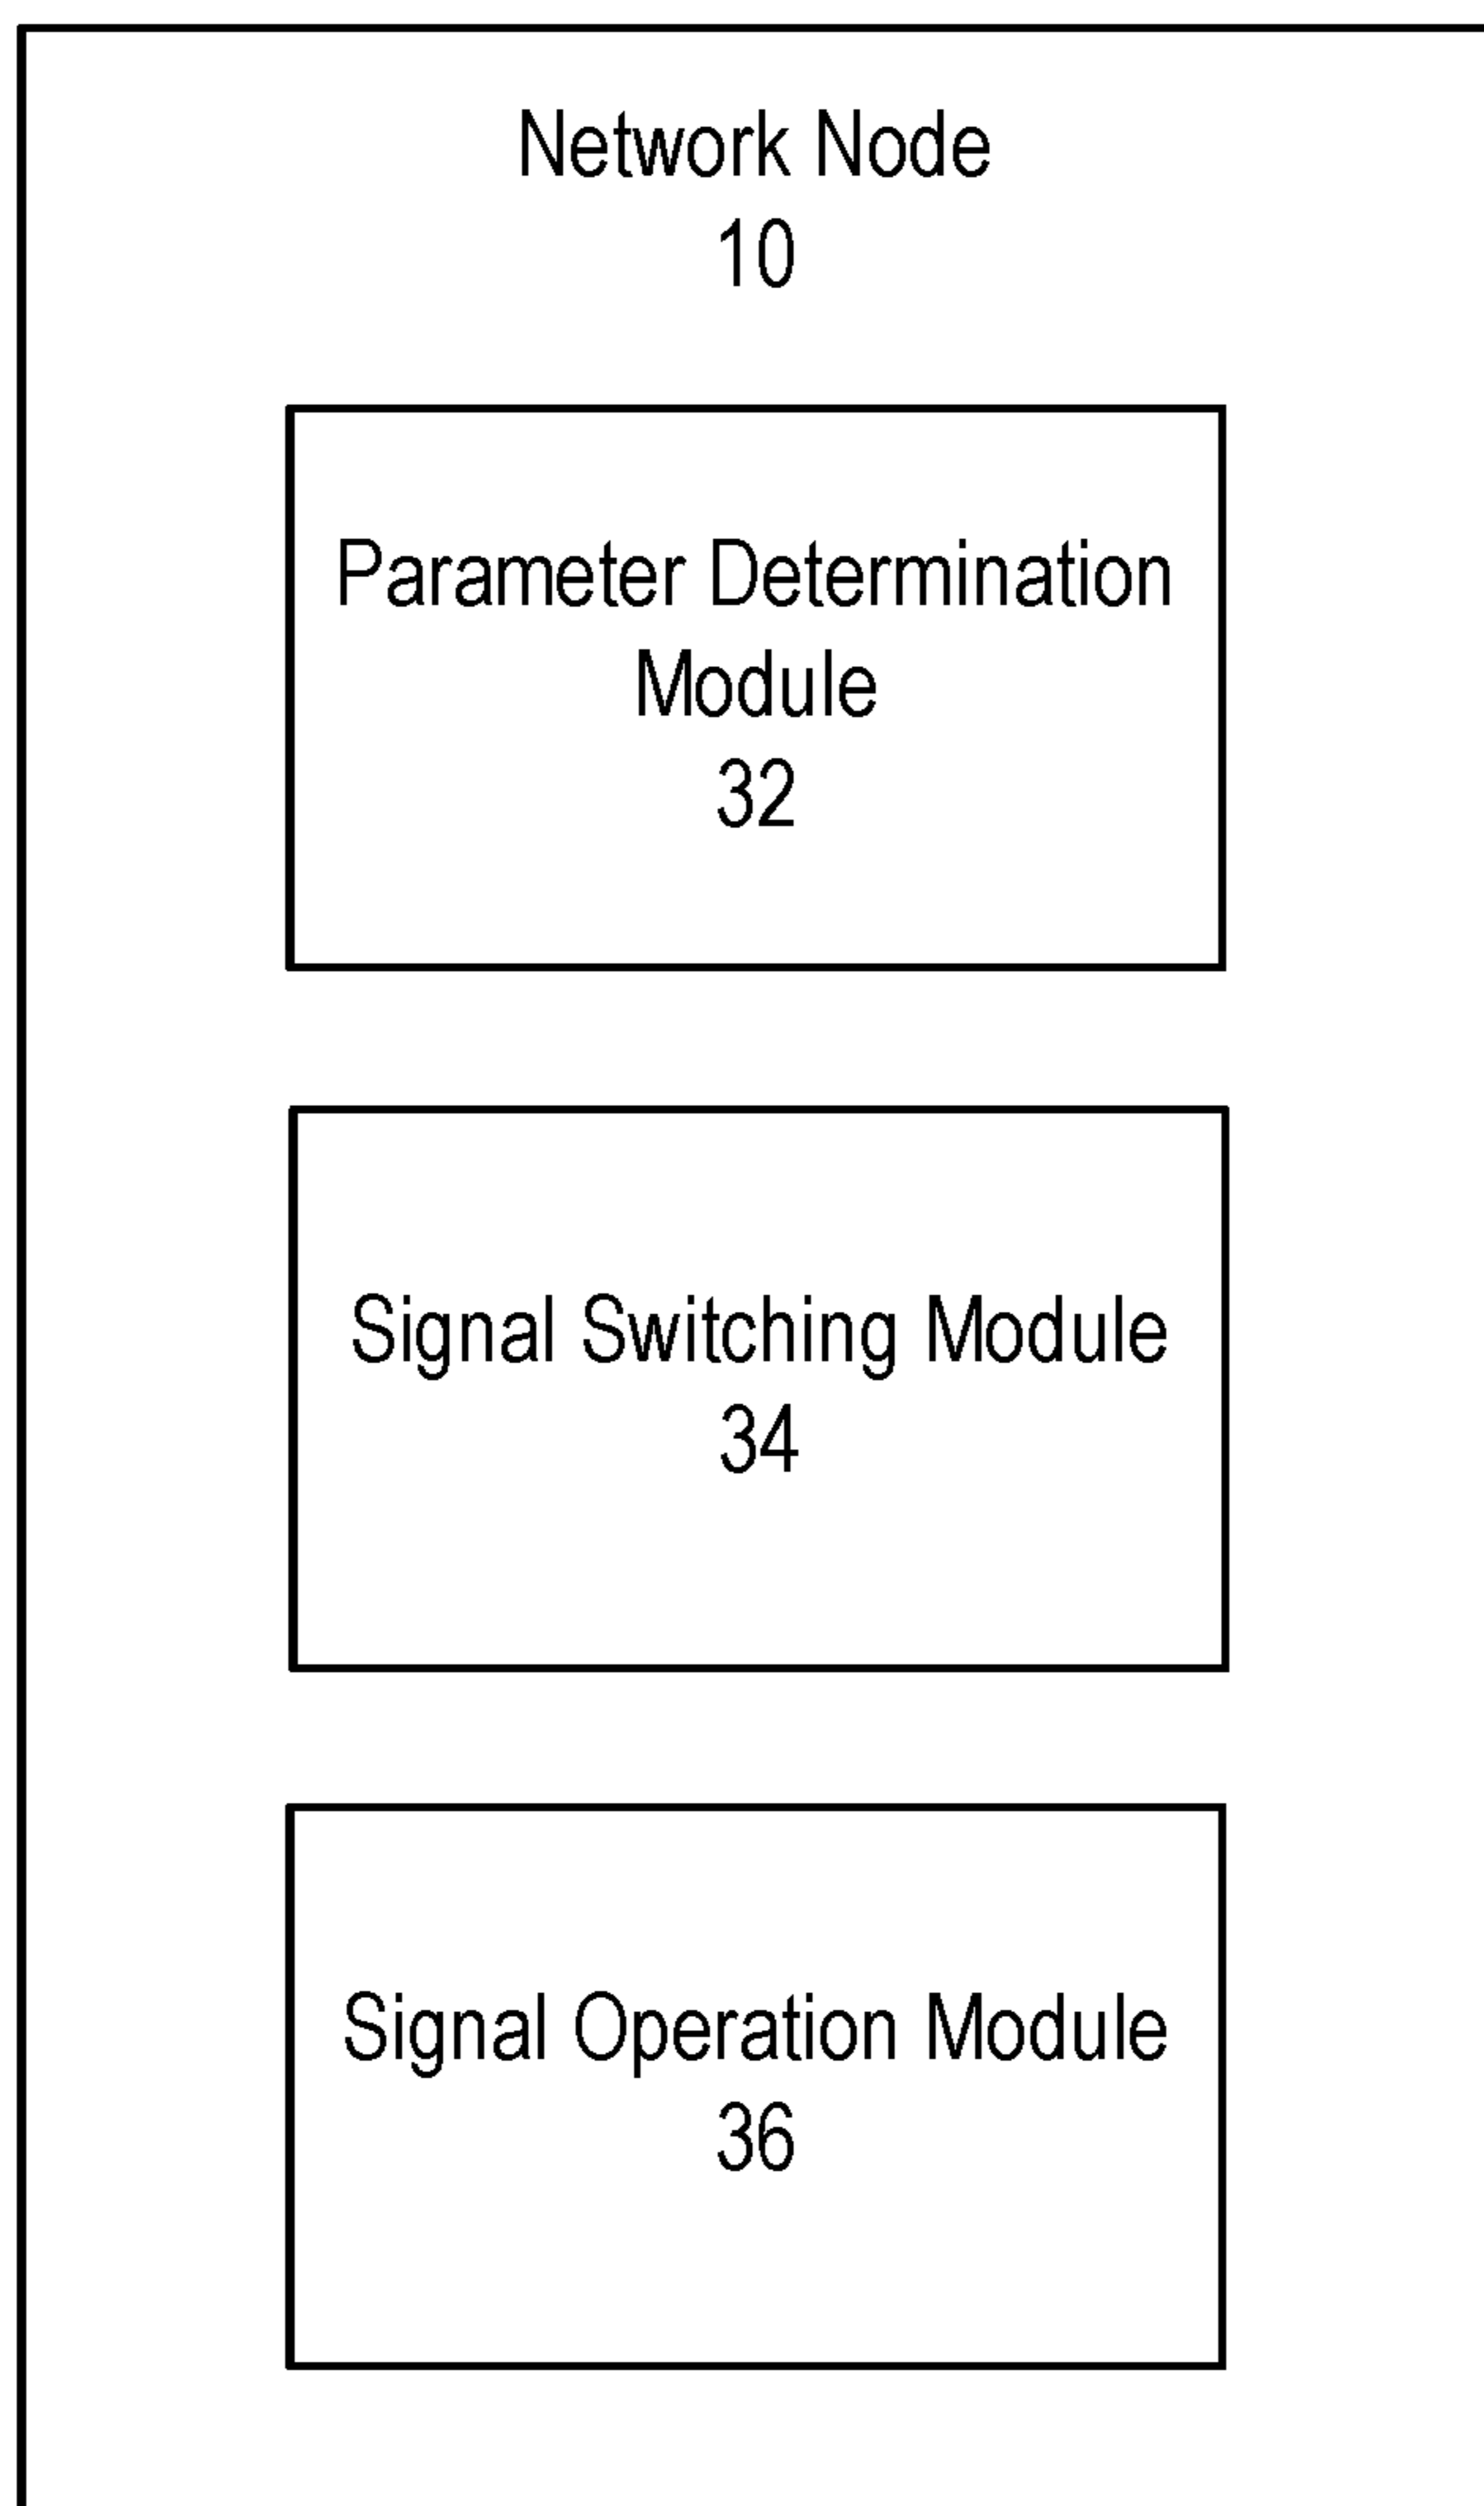 Network Node
10
Parameter Determination
Module
32
Signal Switching Module
34
Signal Operation Module
36